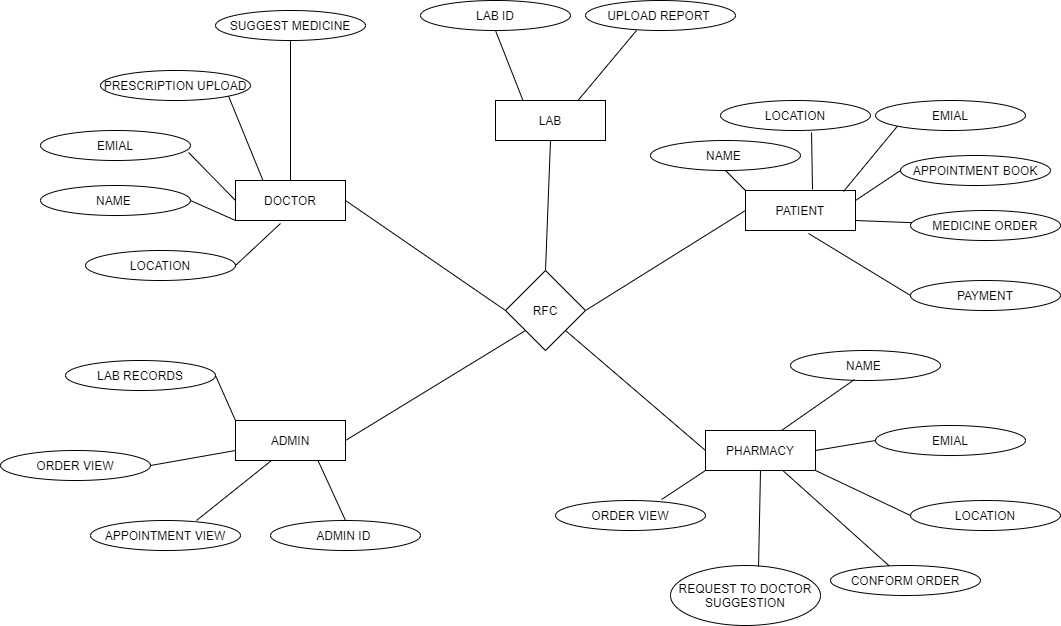 LAB ID
UPLOAD REPORT
SUGGEST MEDICINE
PRESCRIPTION UPLOAD
LOCATION
EMIAL
LAB
EMIAL
NAME
APPOINTMENT BOOK
NAME
DOCTOR
PATIENT
MEDICINE ORDER
LOCATION
PAYMENT
RFC
NAME
LAB RECORDS
ADMIN
EMIAL
PHARMACY
ORDER VIEW
ORDER VIEW
LOCATION
APPOINTMENT VIEW
ADMIN ID
CONFORM ORDER
REQUEST TO DOCTOR
SUGGESTION